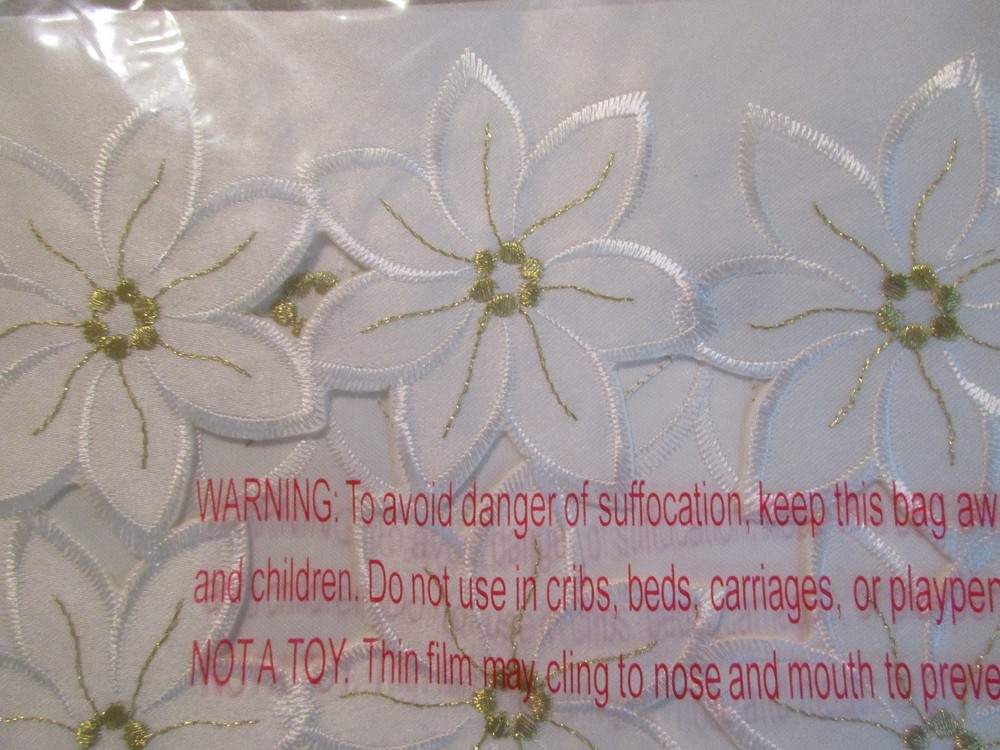 WARNING: To avoid danger of suffocation, keep this bag aw
and children. Do not use in cribs, beds, carriages, or playpen
NOT A TOY. Thin film may cling to nose and mouth to preve